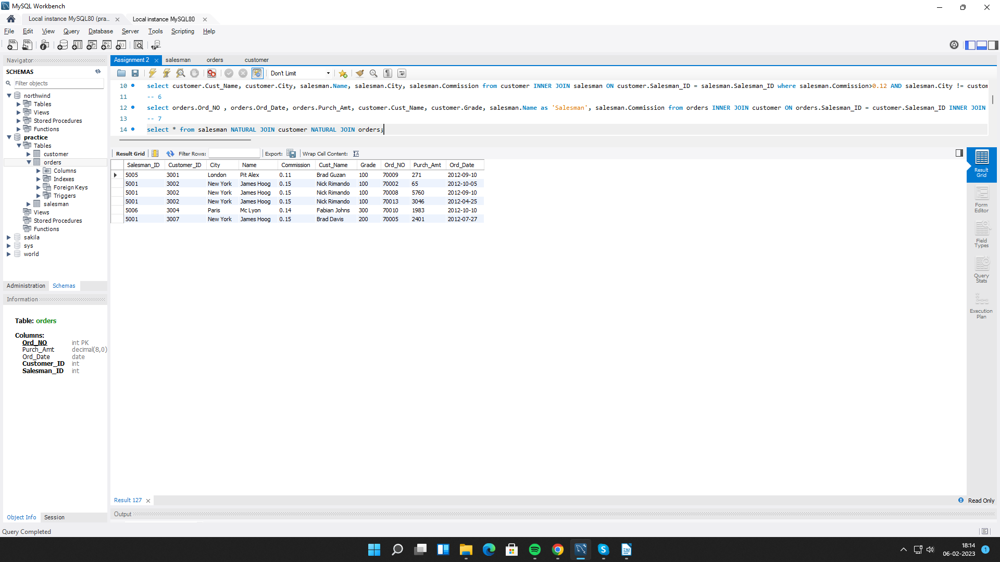 MySQL Workbench
Local instance MySQL80 (pra...
Local instance MySQL80
File Edit View Query Database Server Tools Scripting Help
Navigator
SCHEMAS
Filter objects
northwind
Tables
Views
Stored Procedures
Functions
practice
Tables
customer
orders
Columns
Indexes
Foreign Keys
Triggers
salesman
Views
Stored Procedures
Functions
sakila
sys
world
Administration Schemas
Information
Table: orders
Columns:
Ord_NO int PK
Purch_Amt decimal(8,0)
Ord_Date date
Customer_ID int
Salesman_ID int
Object Info Session
Assignment 2 salesman orders customer
Don't Limit
10 select customer.Cust_Name, customer.City, salesman.Name, salesman.City, salesman.Commission from customer INNER JOIN salesman ON customer.Salesman_ID = salesman.Salesman_ID where salesman.Commission>0.12 AND salesman.City != custom
11 -- 6
12 select orders.Ord_NO , orders.Ord_Date, orders.Purch_Amt, customer.Cust_Name, customer.Grade, salesman.Name as 'Salesman', salesman.Commission from orders INNER JOIN customer ON orders.Salesman_ID = customer.Salesman_ID INNER JOIN
13 -- 7
14 select * from salesman NATURAL JOIN customer NATURAL JOIN orders;
Result Grid Filter Rows: Export: Wrap Cell Content:
Salesman_ID Customer_ID City Name Commission Cust_Name Grade Ord_NO Purch_Amt Ord_Date
5005 3001 London Pit Alex 0.11 Brad Guzan 100 70009 271 2012-09-10
5001 3002 New York James Hoog 0.15 Nick Rimando 100 70002 65 2012-10-05
5001 3002 New York James Hoog 0.15 Nick Rimando 100 70008 5760 2012-09-10
5001 3002 New York James Hoog 0.15 Nick Rimando 100 70013 3046 2012-04-25
5006 3004 Paris Mc Lyon 0.14 Fabian Johns 300 70010 1983 2012-10-10
5001 3007 New York James Hoog 0.15 Brad Davis 200 70005 2401 2012-07-27
Result
Grid
Form
Editor
Field
Types
Query
Stats
Execution
Plan
Result 127
Read Only
Output
Query Completed
18:14
06-02-2023
1